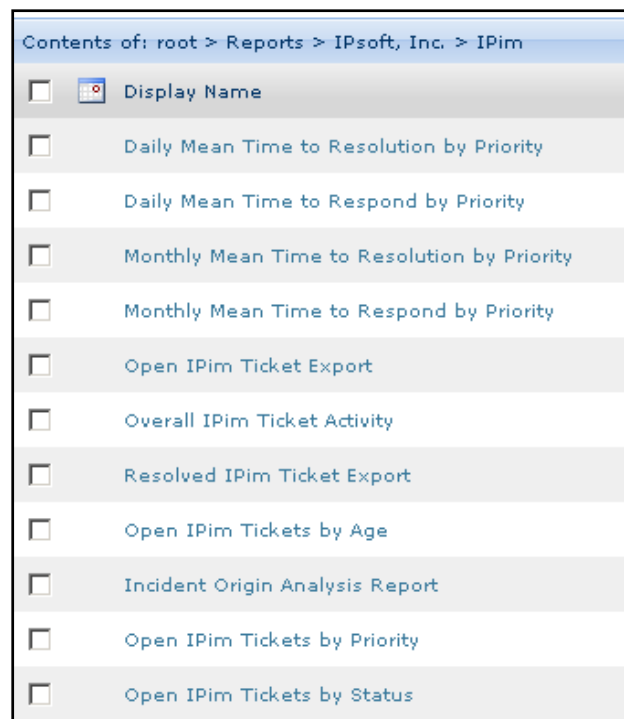 Contents of: root > Reports > IPsoft, Inc. > IPim
Display Name
Daily Mean Time to Resolution by Priority
Daily Mean Time to Respond by Priority
Monthly Mean Time to Resolution by Priority
Monthly Mean Time to Respond by Priority
Open IPim Ticket Export
Overall IPim Ticket Activity
Resolved IPim Ticket Export
Open IPim Tickets by Age
Incident Origin Analysis Report
Open IPim Tickets by Priority
Open IPim Tickets by Status